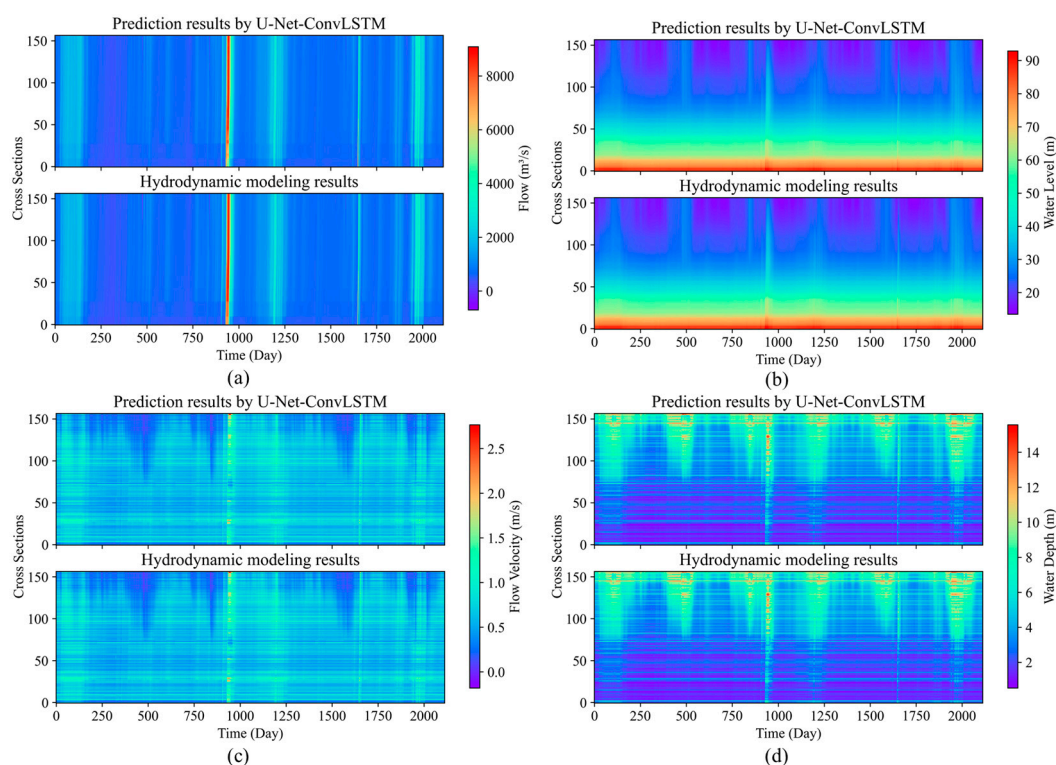 Prediction results by U-Net-ConvLSTM
150
100
50
0
Hydrodynamic modeling results
150
100
50
0
0 250 500 750 1000 1250 1500 1750 2000
Time (Day)
Cross Sections
8000
6000
4000
2000
0
Flow (m³/s)
(a)
Prediction results by U-Net-ConvLSTM
150
100
50
0
Hydrodynamic modeling results
150
100
50
0
0 250 500 750 1000 1250 1500 1750 2000
Time (Day)
Cross Sections
90
80
70
60
50
40
30
20
Water Level (m)
(b)
Prediction results by U-Net-ConvLSTM
150
100
50
0
Hydrodynamic modeling results
150
100
50
0
0 250 500 750 1000 1250 1500 1750 2000
Time (Day)
Cross Sections
Cross Sections
2.5
2.0
1.5
1.0
0.5
0.0
Flow Velocity (m/s)
(c)
Prediction results by U-Net-ConvLSTM
150
100
50
0
Hydrodynamic modeling results
150
100
50
0
0 250 500 750 1000 1250 1500 1750 2000
Time (Day)
Cross Sections
Cross Sections
14
12
10
8
6
4
2
Water Depth (m)
(d)